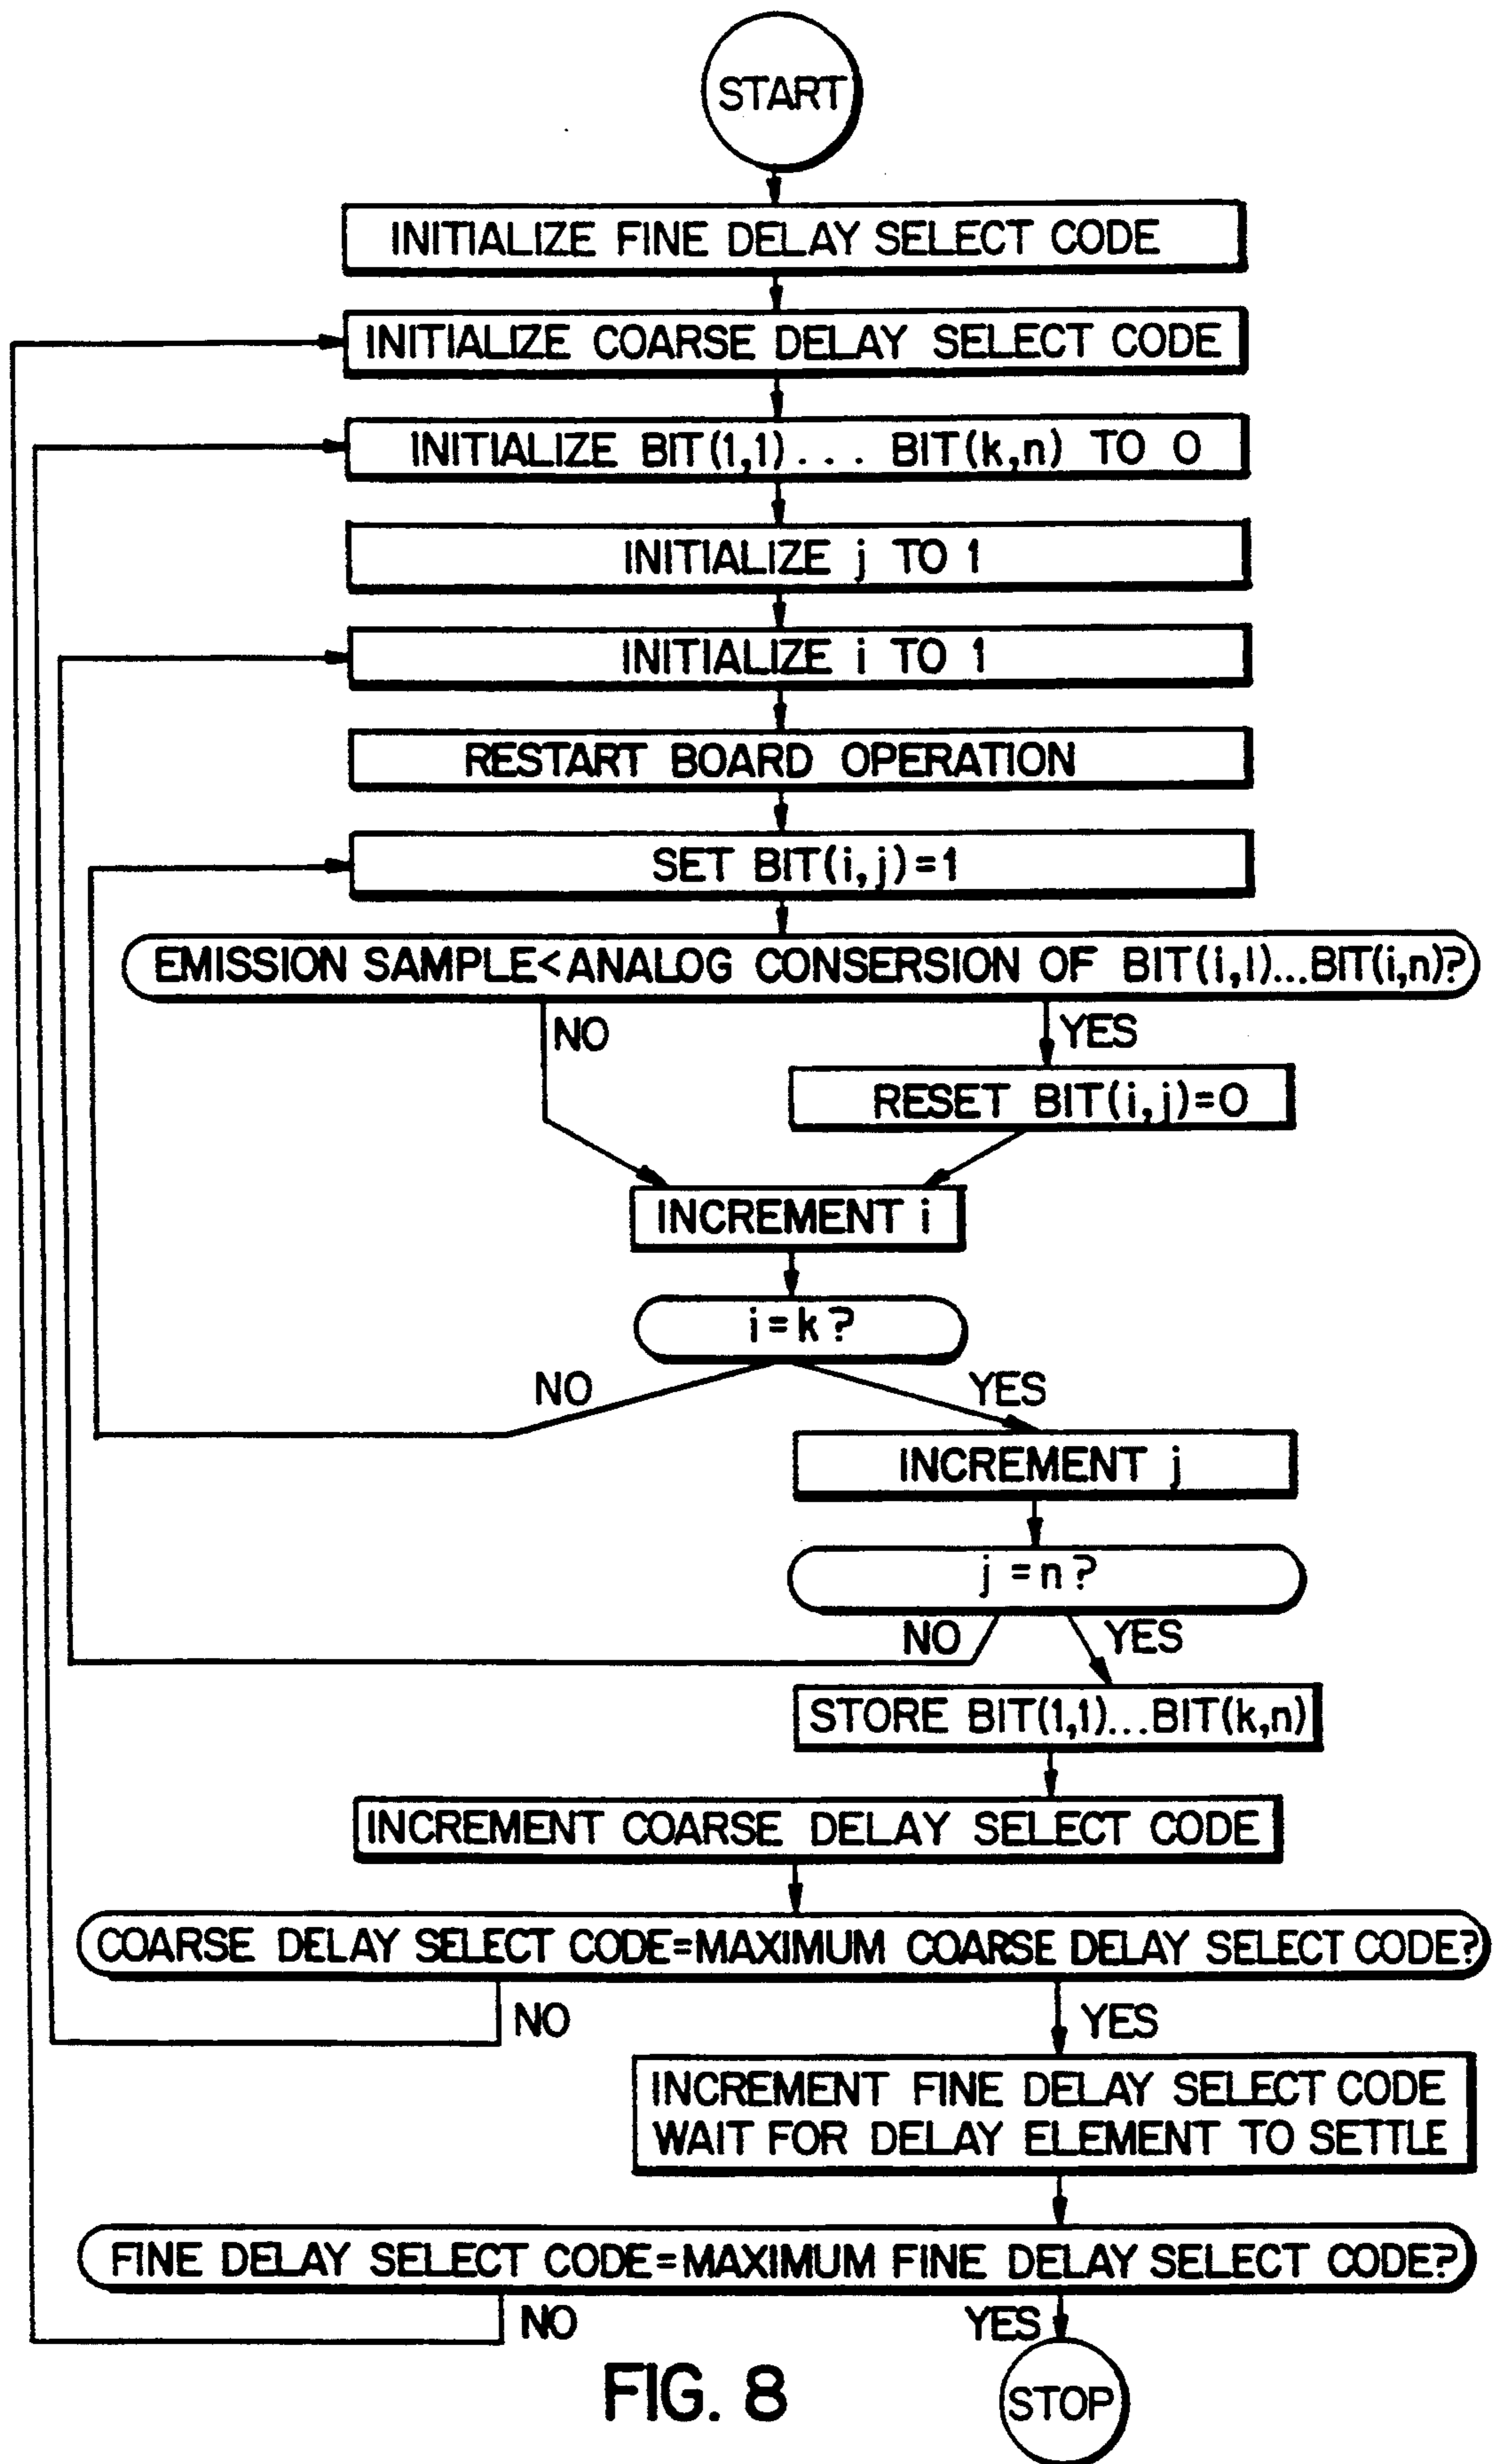 START
INITIALIZE FINE DELAY SELECT CODE
INITIALIZE COARSE DELAY SELECT CODE
INITIALIZE BIT(1,1)... BIT(k,n) TO 0
INITIALIZE j TO 1
INITIALIZE i TO 1
RESTART BOARD OPERATION
SET BIT(i,j)=1
EMISSION SAMPLE<ANALOG CONSERSION OF BIT(i,l)...BIT(i,n)?
NO
YES
RESET BIT(i,j)=0
INCREMENT i
i=k?
NO
YES
INCREMENT j
j=n?
NO
YES
STORE BIT(1,1)...BIT(k,n)
INCREMENT COARSE DELAY SELECT CODE
COARSE DELAY SELECT CODE=MAXIMUM COARSE DELAY SELECT CODE?
NO
YES
INCREMENT FINE DELAY SELECT CODE
WAIT FOR DELAY ELEMENT TO SETTLE
FINE DELAY SELECT CODE=MAXIMUM FINE DELAY SELECT CODE?
NO
YES
STOP
FIG. 8